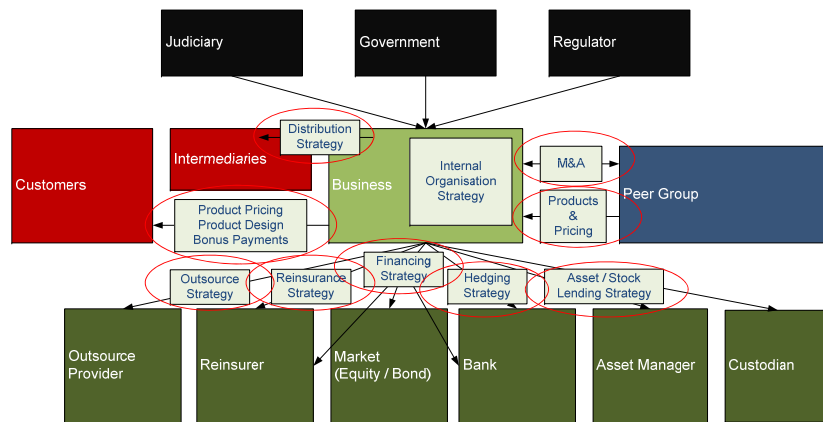 Judiciary
Government
Regulator
Distribution
Strategy
Customers
Intermediaries
Business
Internal
Organisation
Strategy
M&A
Peer Group
Product Pricing
Product Design
Bonus Payments
Products
&
Pricing
Outsource
Strategy
Reinsurance
Strategy
Financing
Strategy
Hedging
Strategy
Asset / Stock
Lending Strategy
Outsource
Provider
Reinsurer
Market
(Equity / Bond)
Bank
Asset Manager
Custodian